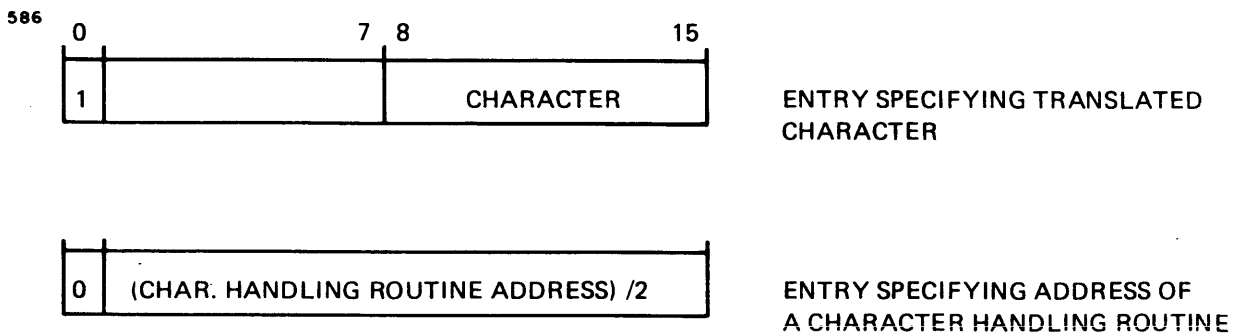 586
0 7 8 15
1 CHARACTER ENTRY SPECIFYING TRANSLATED
CHARACTER
0 (CHAR. HANDLING ROUTINE ADDRESS) /2 ENTRY SPECIFYING ADDRESS OF
A CHARACTER HANDLING ROUTINE